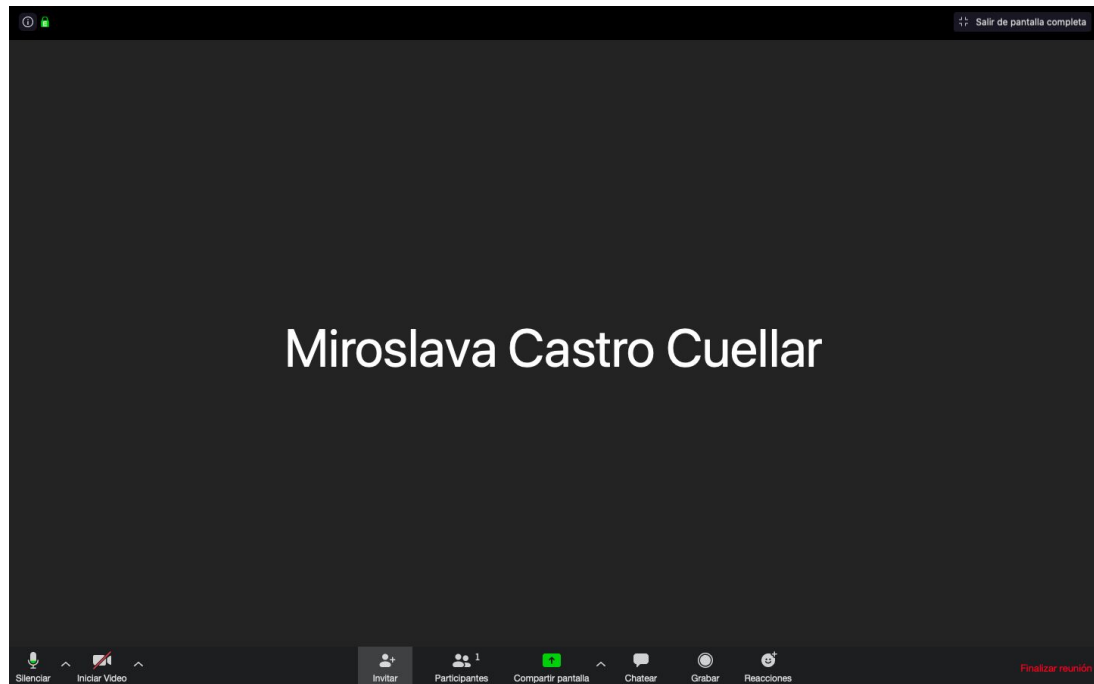 Salir de pantalla completa
Miroslava Castro Cuellar
1
Silenciar Iniciar Video Invitar Participantes Compartir pantalla Chatear Grabar Reacciones Finalizar reunión